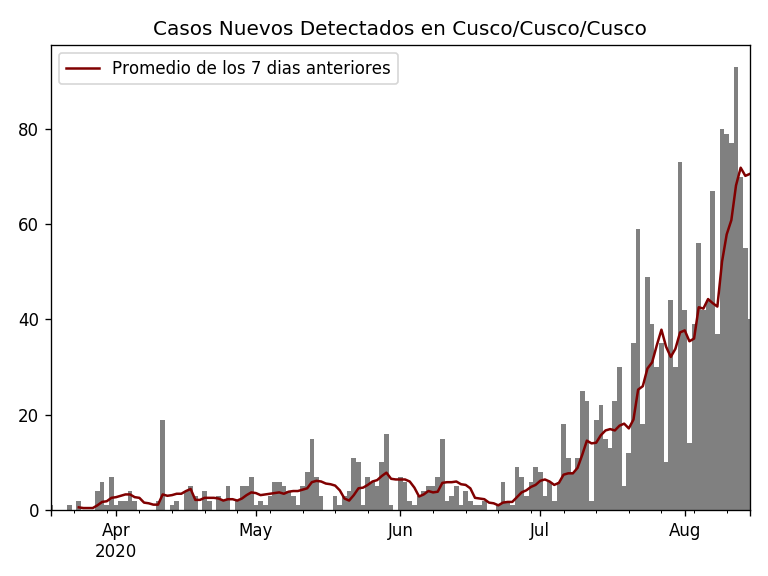 Casos Nuevos Detectados en Cusco/Cusco/Cusco
Promedio de los 7 dias anteriores
80
60
40
20
0
Apr
May
Jun
Jul
Aug
2020